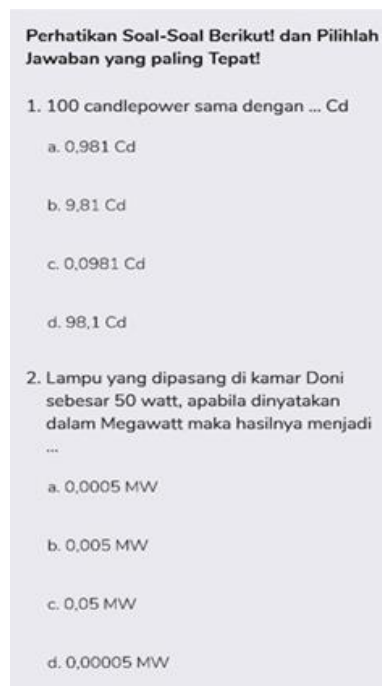 Perhatikan Soal-Soal Berikut! dan Pilihlah
Jawaban yang paling Tepat!
1. 100 candlepower sama dengan ... Cd
a. 0,981 Cd
b. 9,81 Cd
c. 0,0981 Cd
d. 98,1 Cd
2. Lampu yang dipasang di kamar Doni
sebesar 50 watt, apabila dinyatakan
dalam Megawatt maka hasilnya menjadi
...
a. 0,0005 MW
b. 0,005 MW
c. 0,05 MW
d. 0,00005 MW